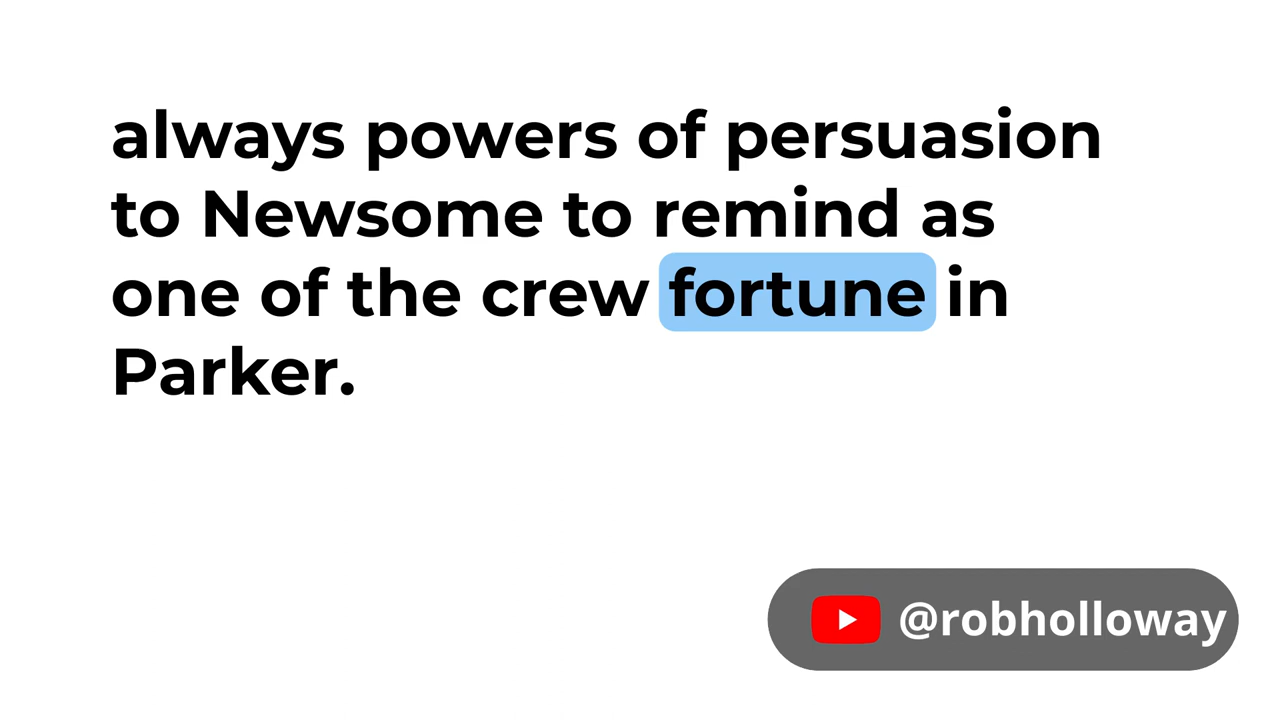 always powers of persuasion
to Newsome to remind as
one of the crew fortune in
Parker.
@robholloway